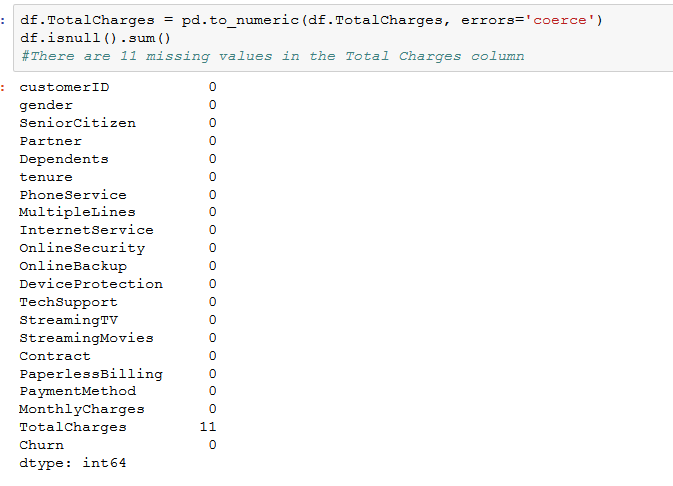 : df.TotalCharges = pd.to_numeric(df.TotalCharges, errors='coerce')
df.isnull().sum()
#There are 11 missing values in the Total Charges column
: customerID 0
gender 0
SeniorCitizen 0
Partner 0
Dependents 0
tenure 0
PhoneService 0
MultipleLines 0
InternetService 0
OnlineSecurity 0
OnlineBackup 0
DeviceProtection 0
TechSupport 0
StreamingTV 0
StreamingMovies 0
Contract 0
PaperlessBilling 0
PaymentMethod 0
MonthlyCharges 0
TotalCharges 11
Churn 0
dtype: int64